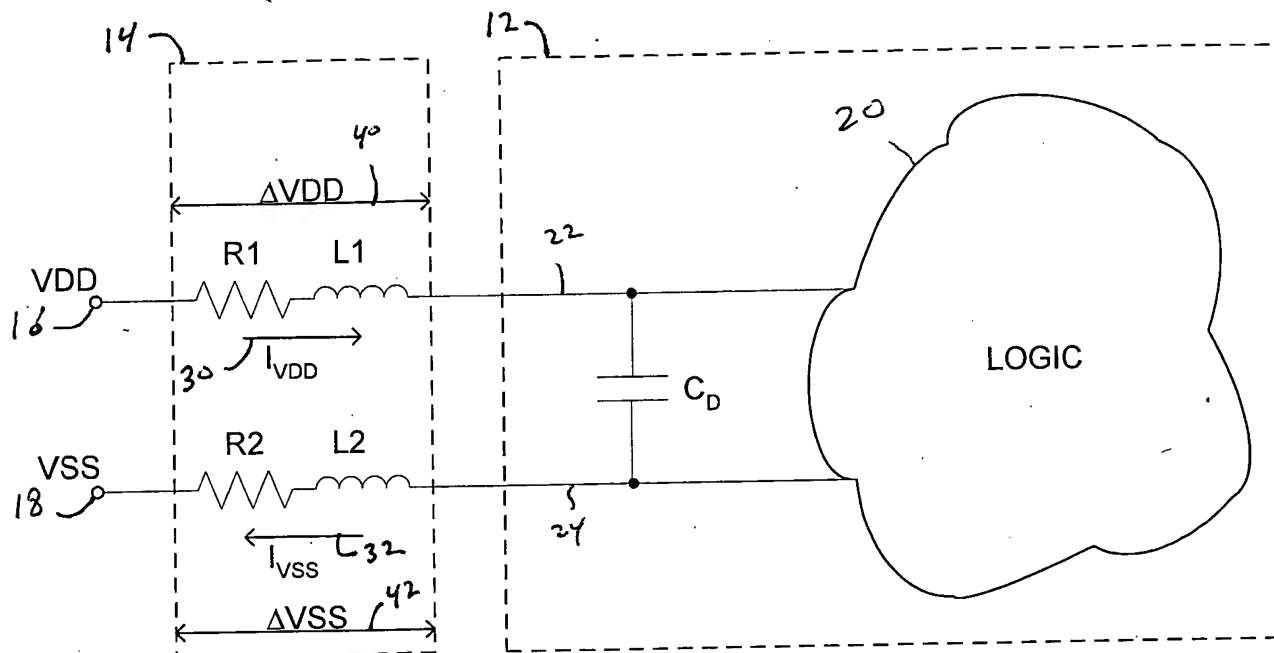 14
12
40
20
ΔVDD
22
R1 L1
VDD
16
30
I_VDD
LOGIC
C_D
R2 L2
VSS
18
24
32
I_VSS
42
ΔVSS